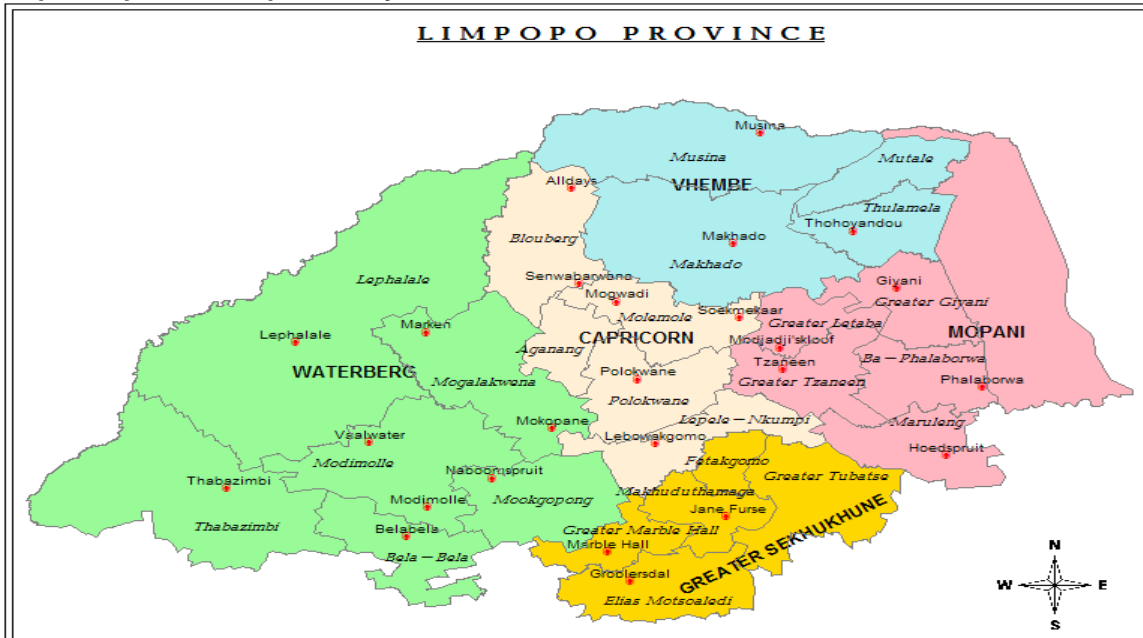 LIMPOPO PROVINCE
Musina
Musina
Mutale
VHEMBE
Alldays
Thulamela
Thohoyandou
Blouberg
Makhado
Makhado
Senwabarwono
Giyani
Lephalale
Mogwadi
Greater Giyani
Molemole
Soekmekaar
Greater Letaba
Lephalale
Marken
CAPRICORN
MOPANI
Aganang
Modjadji'skloof
Ba-Phalaborwa
Tzaneen
WATERBERG
Polokwane
Greater Tzaneen
Phalaborwa
Mogalakwena
Polokwane
Lepele-Nkumpi
Mokopane
Maruleng
Vaalwater
Lebowakgomo
Hoedspruit
Modimolle
Fetakgomo
Naboomspruit
Greater Tubatse
Thabazimbi
Modimolle
Mookgopong
Makhuduthamaga
Jane Furse
Thabazimbi
Belabela
Greater Marble Hall
Marble Hall
Bela-Bela
GREATER SEKHUKHUNE
Groblersdal
Elias Motsoaledi
N
W
E
S